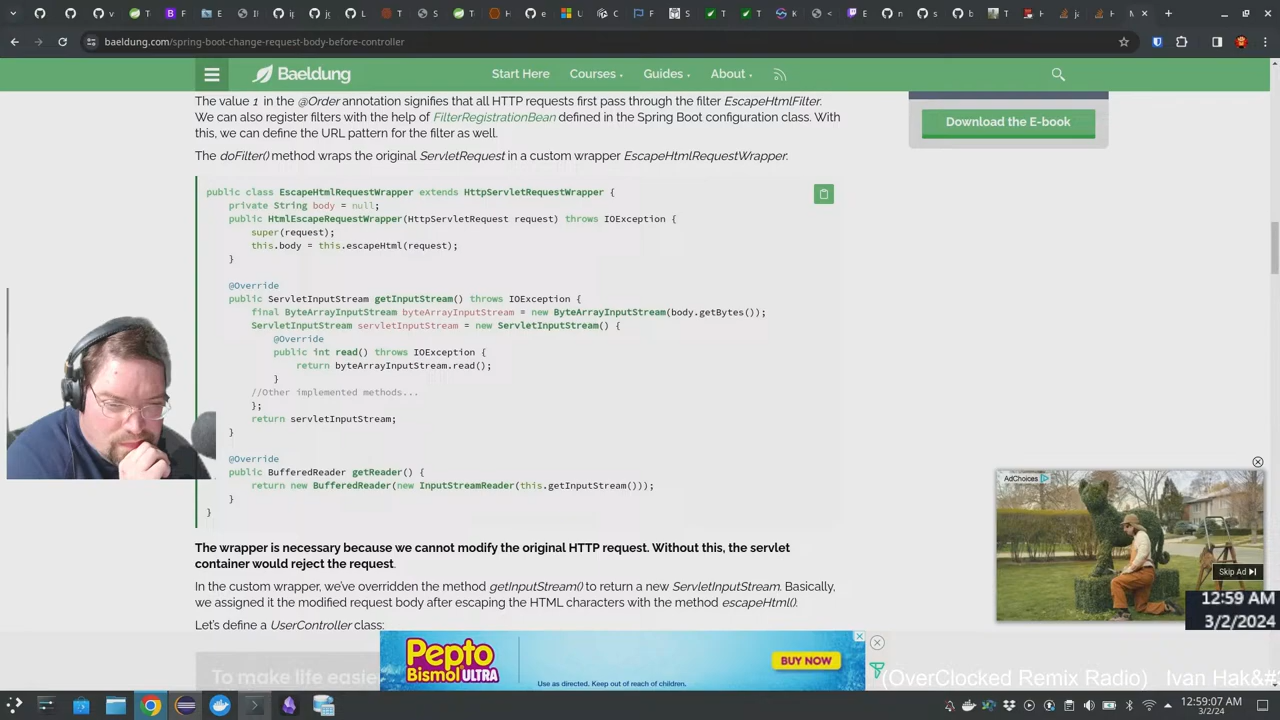 baeldung.com/spring-boot-change-request-body-before-controller
Baeldung
Start Here
Courses
Guides
About
The value 1 in the @Order annotation signifies that all HTTP requests first pass through the filter EscapeHtmlFilter.
We can also register filters with the help of FilterRegistrationBean defined in the Spring Boot configuration class. With
this, we can define the URL pattern for the filter as well.
Download the E-book
The doFilter() method wraps the original ServletRequest in a custom wrapper EscapeHtmlRequestWrapper:
public class EscapeHtmlRequestWrapper extends HttpServletRequestWrapper {
private String body = null;
public HtmlEscapeRequestWrapper(HttpServletRequest request) throws IOException {
super(request);
this.body = this.escapeHtml(request);
}
@Override
public ServletInputStream getInputStream() throws IOException {
final ByteArrayInputStream byteArrayInputStream = new ByteArrayInputStream(body.getBytes());
ServletInputStream servletInputStream = new ServletInputStream() {
@Override
public int read() throws IOException {
return byteArrayInputStream.read();
}
//Other implemented methods...
};
return servletInputStream;
}
@Override
public BufferedReader getReader() {
return new BufferedReader(new InputStreamReader(this.getInputStream()));
}
}
The wrapper is necessary because we cannot modify the original HTTP request. Without this, the servlet
container would reject the request.
In the custom wrapper, we've overridden the method getInputStream() to return a new ServletInputStream. Basically,
we assigned it the modified request body after escaping the HTML characters with the method escapeHtml().
Let's define a UserController class:
AdChoices
Skip Ad
12:59 AM
3/2/2024
To make life easie
Pepto
Bismol ULTRA
Use as directed. Keep out of reach of children.
BUY NOW
(OverClocked Remix Radio) Ivan Hak&#
12:59:07 AM
3/2/24